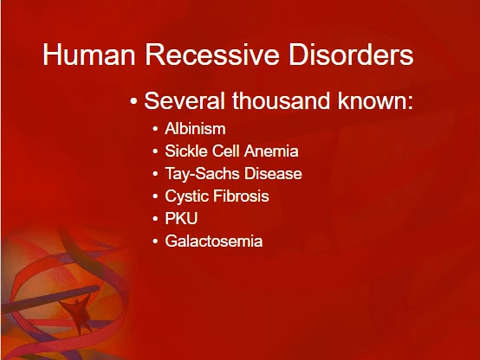 Human Recessive Disorders
• Several thousand known:
• Albinism
• Sickle Cell Anemia
• Tay-Sachs Disease
• Cystic Fibrosis
• PKU
• Galactosemia